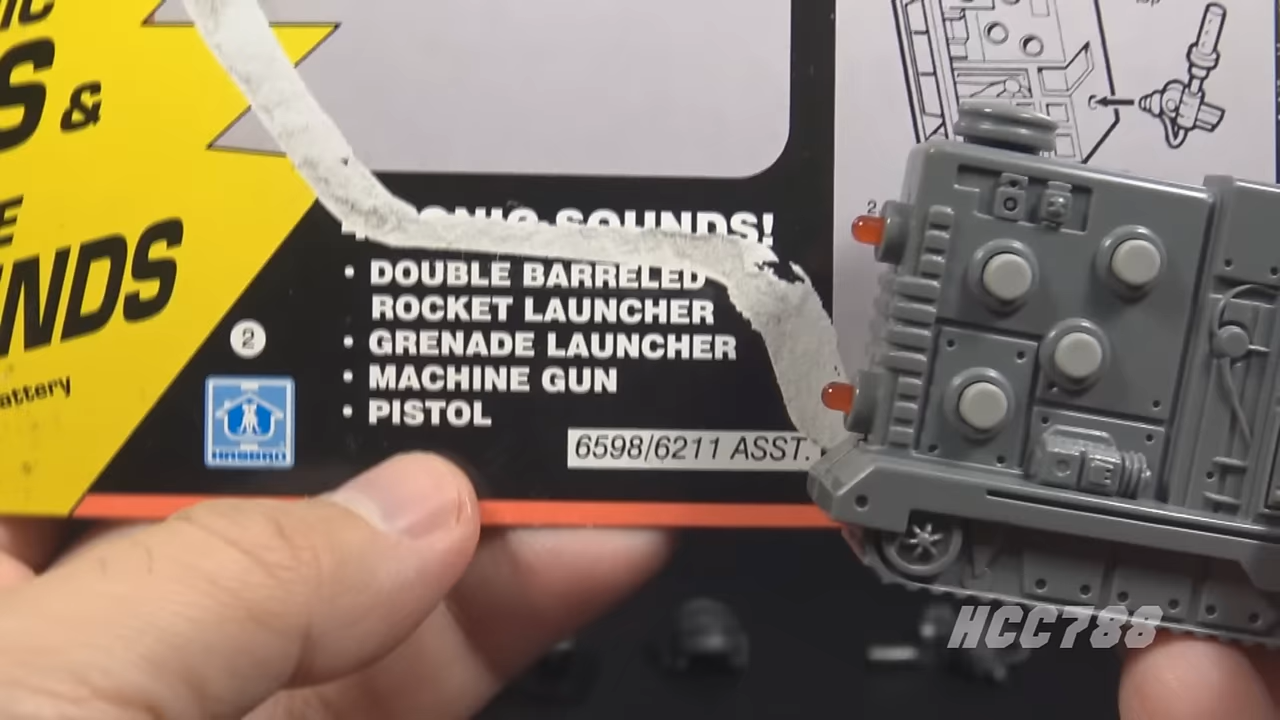 S &
NDS
attery
2
HASBRO
SONIC SOUNDS!
• DOUBLE BARRELED
ROCKET LAUNCHER
• GRENADE LAUNCHER
• MACHINE GUN
• PISTOL
6598/6211 ASST.
2
HCC788